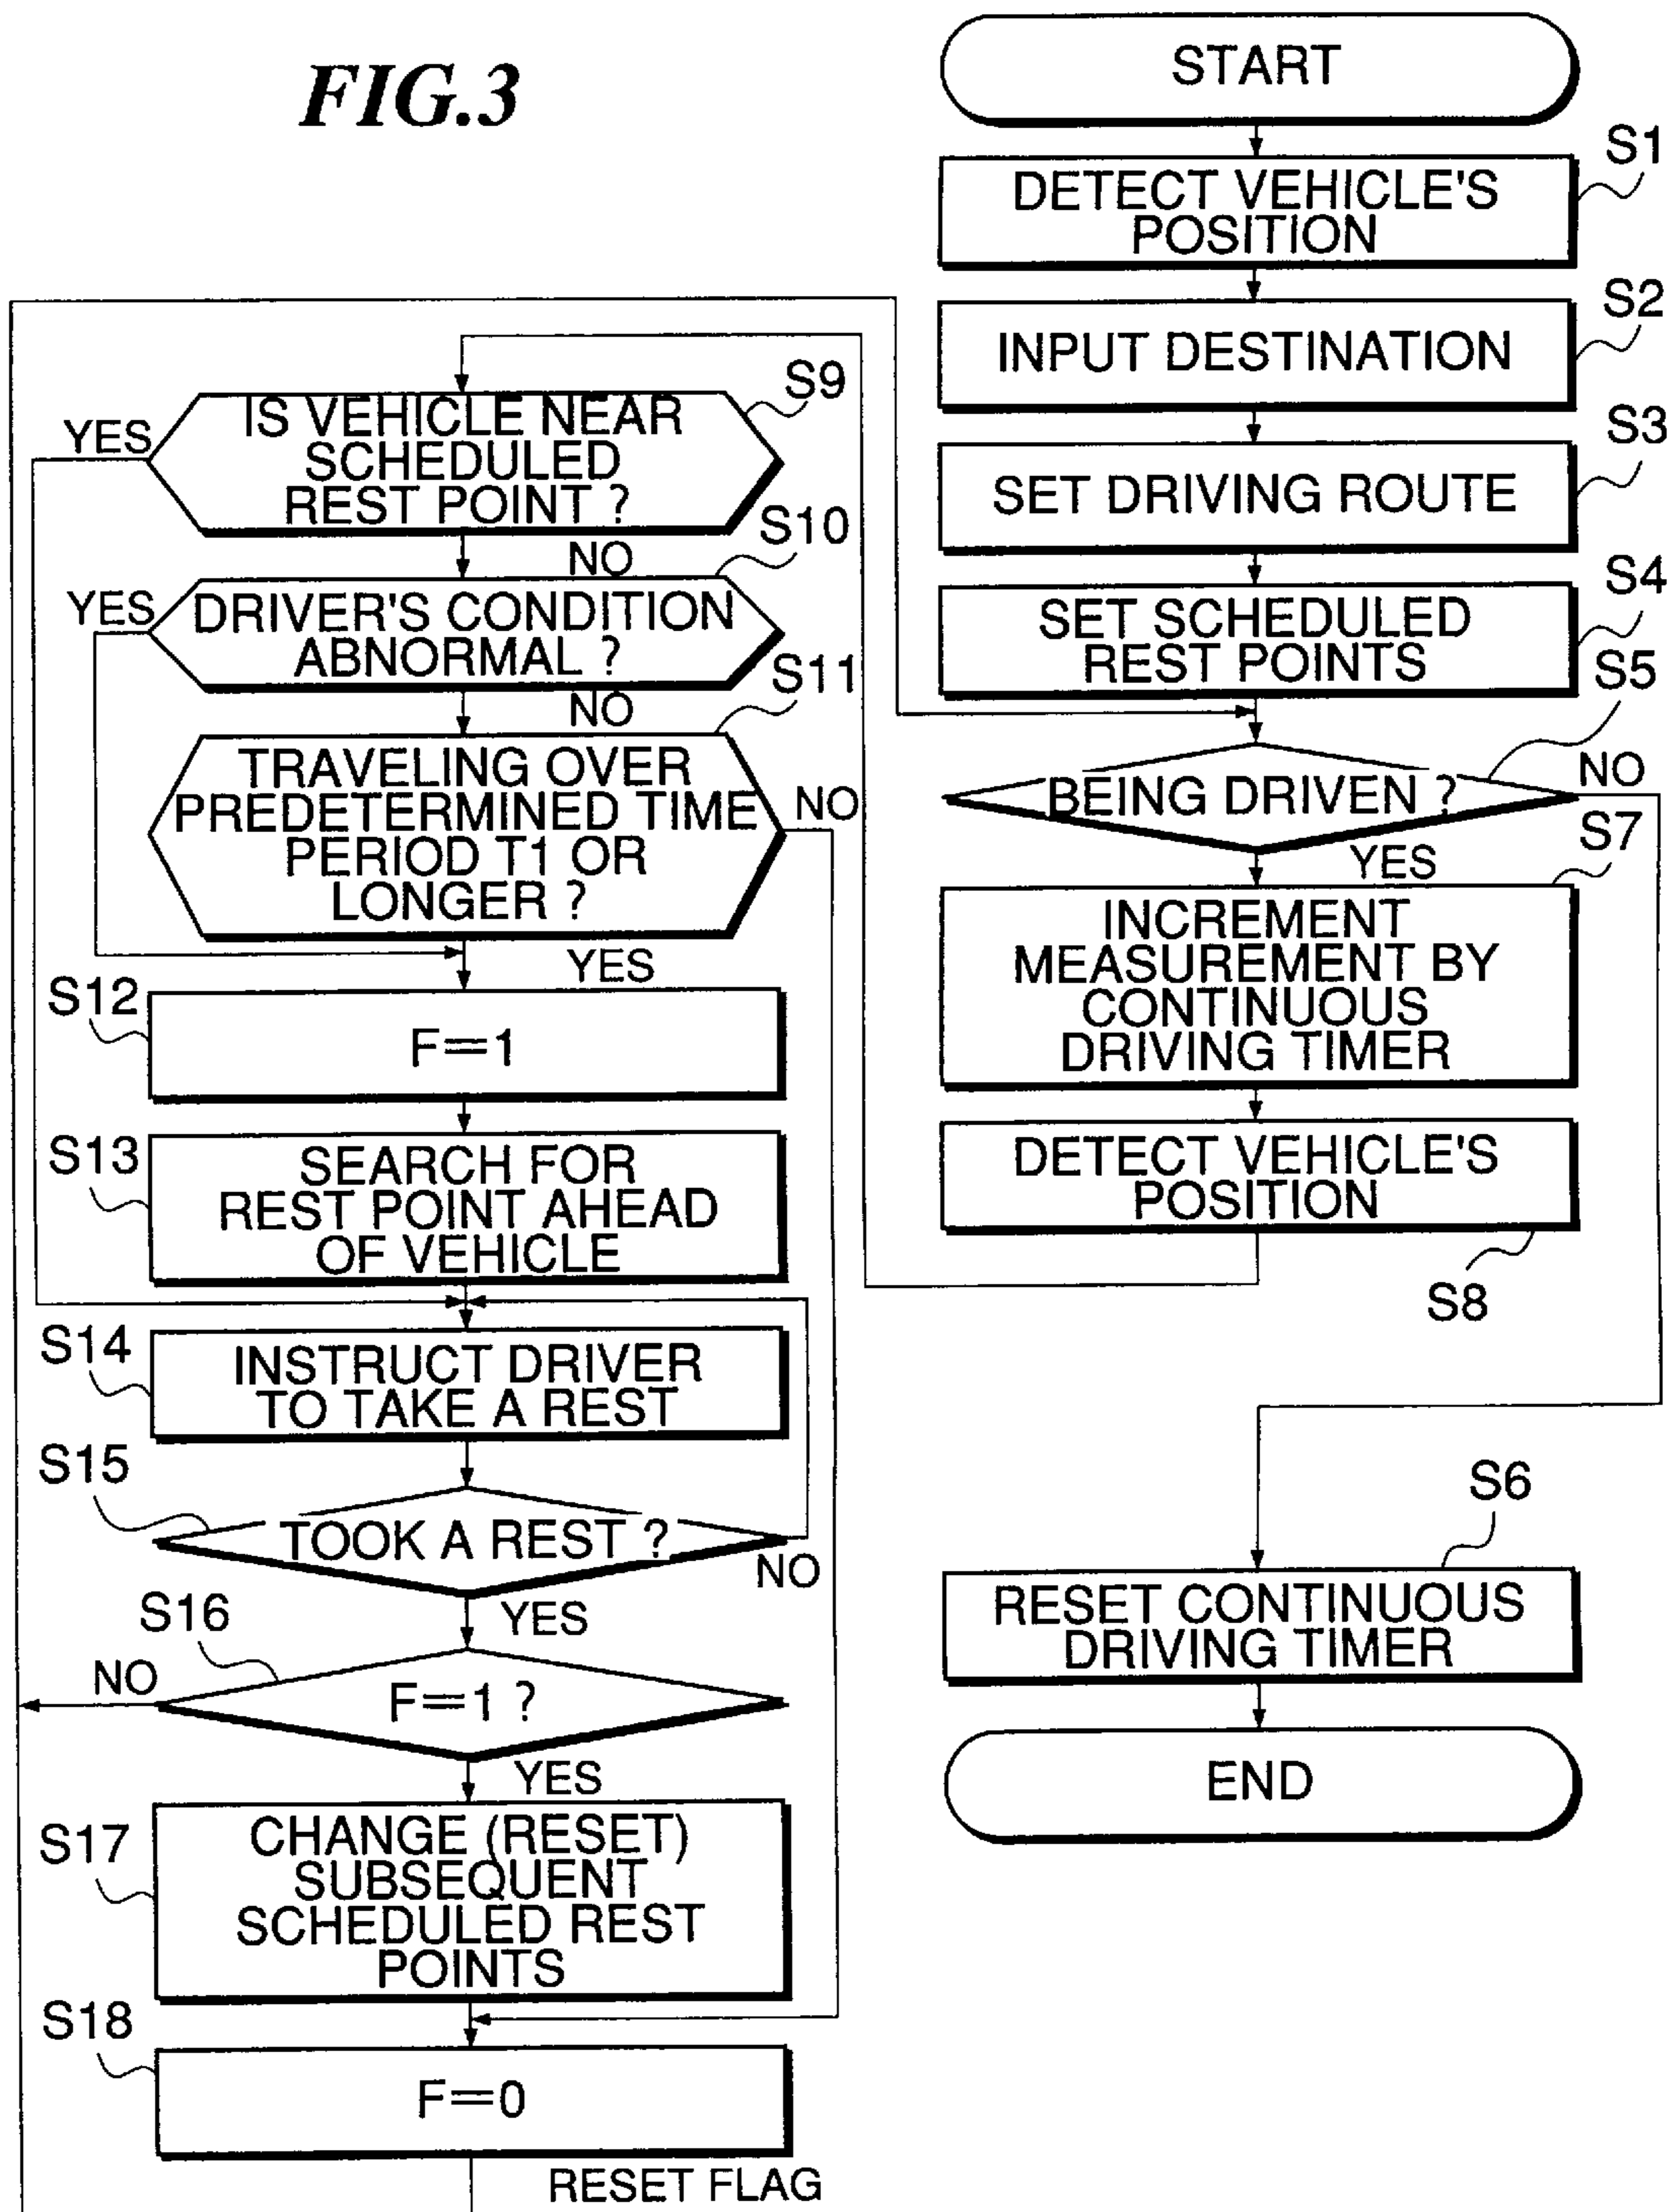 FIG.3
START
S1
DETECT VEHICLE'S
POSITION
S2
INPUT DESTINATION
S3
SET DRIVING ROUTE
S4
SET SCHEDULED
REST POINTS
S5
BEING DRIVEN ?
NO
YES
S7
INCREMENT
MEASUREMENT BY
CONTINUOUS
DRIVING TIMER
DETECT VEHICLE'S
POSITION
S8
S6
RESET CONTINUOUS
DRIVING TIMER
END
S9
YES
IS VEHICLE NEAR
SCHEDULED
REST POINT ?
NO
S10
YES
DRIVER'S CONDITION
ABNORMAL ?
NO
S11
TRAVELING OVER
PREDETERMINED TIME
PERIOD T1 OR
LONGER ?
NO
YES
S12
F=1
S13
SEARCH FOR
REST POINT AHEAD
OF VEHICLE
S14
INSTRUCT DRIVER
TO TAKE A REST
S15
TOOK A REST ?
NO
YES
S16
NO
F=1 ?
YES
S17
CHANGE (RESET)
SUBSEQUENT
SCHEDULED REST
POINTS
S18
F=0
RESET FLAG